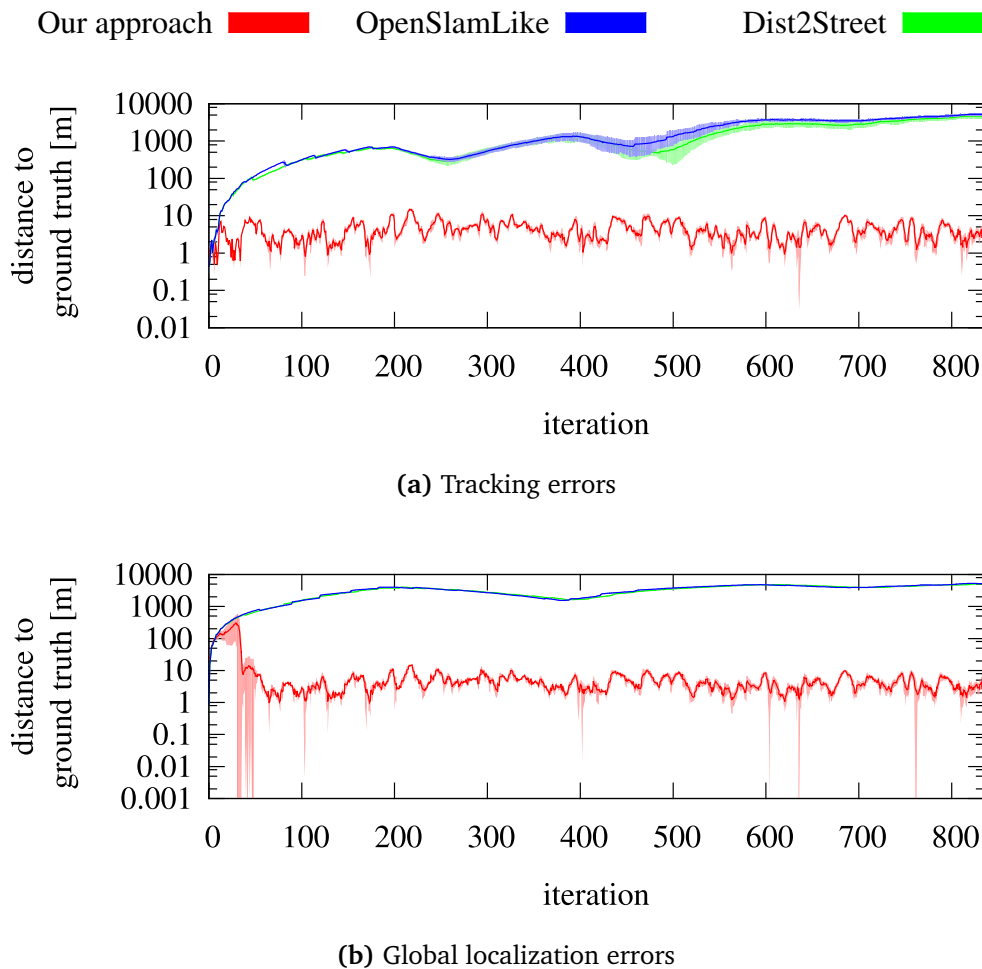 Our approach OpenSlamLike Dist2Street
distance to
ground truth [m]
10000
1000
100
10
1
0.1
0.01
0 100 200 300 400 500 600 700 800
iteration
(a) Tracking errors
distance to
ground truth [m]
10000
1000
100
10
1
0.1
0.01
0.001
0 100 200 300 400 500 600 700 800
iteration
(b) Global localization errors